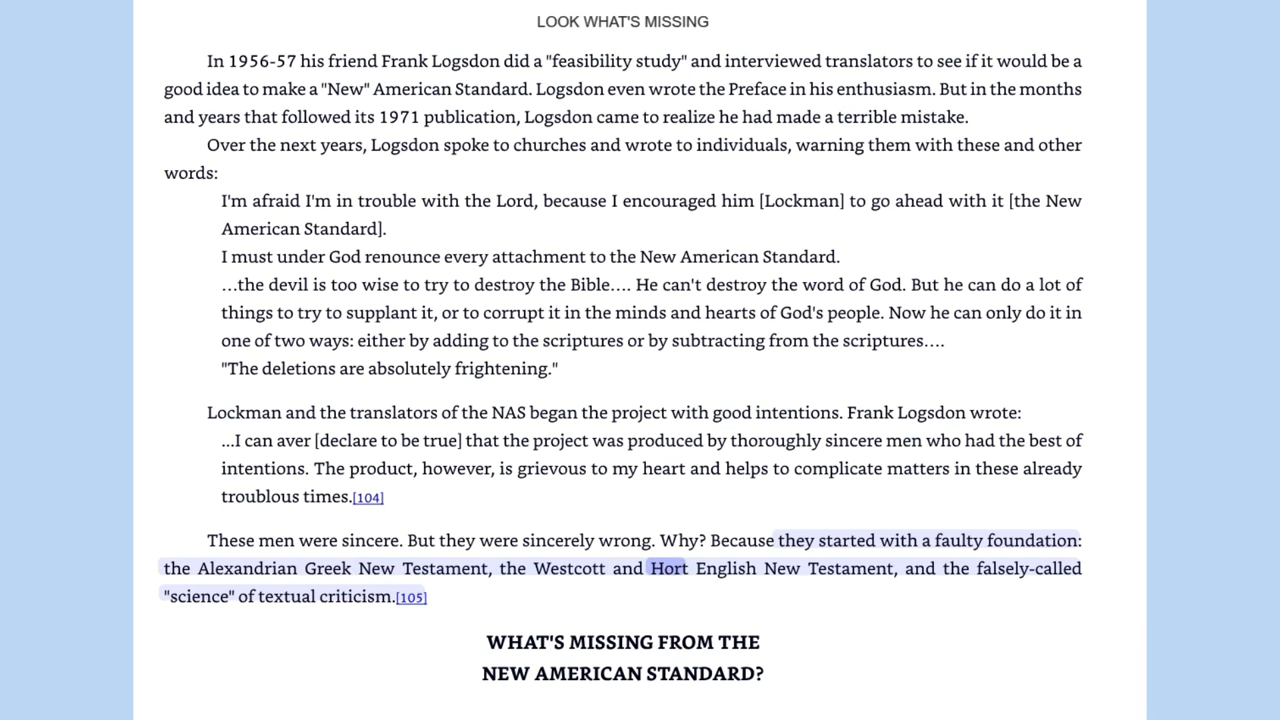 LOOK WHAT'S MISSING
In 1956-57 his friend Frank Logsdon did a "feasibility study" and interviewed translators to see if it would be a
good idea to make a "New" American Standard. Logsdon even wrote the Preface in his enthusiasm. But in the months
and years that followed its 1971 publication, Logsdon came to realize he had made a terrible mistake.
Over the next years, Logsdon spoke to churches and wrote to individuals, warning them with these and other
words:
I'm afraid I'm in trouble with the Lord, because I encouraged him [Lockman] to go ahead with it [the New
American Standard].
I must under God renounce every attachment to the New American Standard.
…the devil is too wise to try to destroy the Bible…. He can't destroy the word of God. But he can do a lot of
things to try to supplant it, or to corrupt it in the minds and hearts of God's people. Now he can only do it in
one of two ways: either by adding to the scriptures or by subtracting from the scriptures….
"The deletions are absolutely frightening."
Lockman and the translators of the NAS began the project with good intentions. Frank Logsdon wrote:
...I can aver [declare to be true] that the project was produced by thoroughly sincere men who had the best of
intentions. The product, however, is grievous to my heart and helps to complicate matters in these already
troublous times.[104]
These men were sincere. But they were sincerely wrong. Why? Because they started with a faulty foundation:
the Alexandrian Greek New Testament, the Westcott and Hort English New Testament, and the falsely-called
"science" of textual criticism.[105]
WHAT'S MISSING FROM THE
NEW AMERICAN STANDARD?